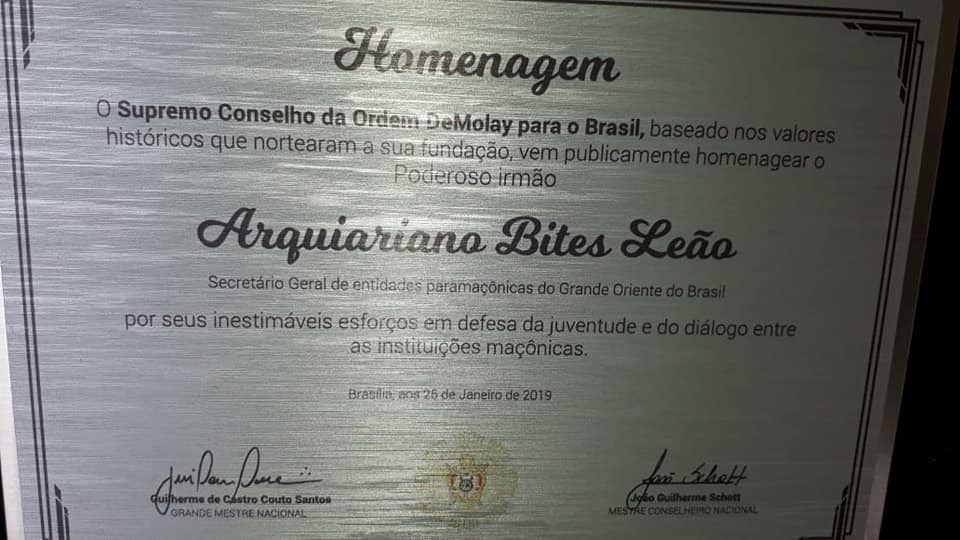 Homenagem
O Supremo Conselho da Ordem DeMolay para o Brasil, baseado nos valores
históricos que nortearam a sua fundação, vem publicamente homenagear o
Poderoso irmão
Arquiariano Bites Leão
Secretário Geral de entidades paramaçônicas do Grande Oriente do Brasil
por seus inestimáveis esforços em defesa da juventude e do diálogo entre
as instituições maçônicas.
Brasília, aos 26 de Janeiro de 2019
Guilherme de Castro Couto Santos
GRANDE MESTRE NACIONAL
João Guilherme Schott
MESTRE CONSELHEIRO NACIONAL